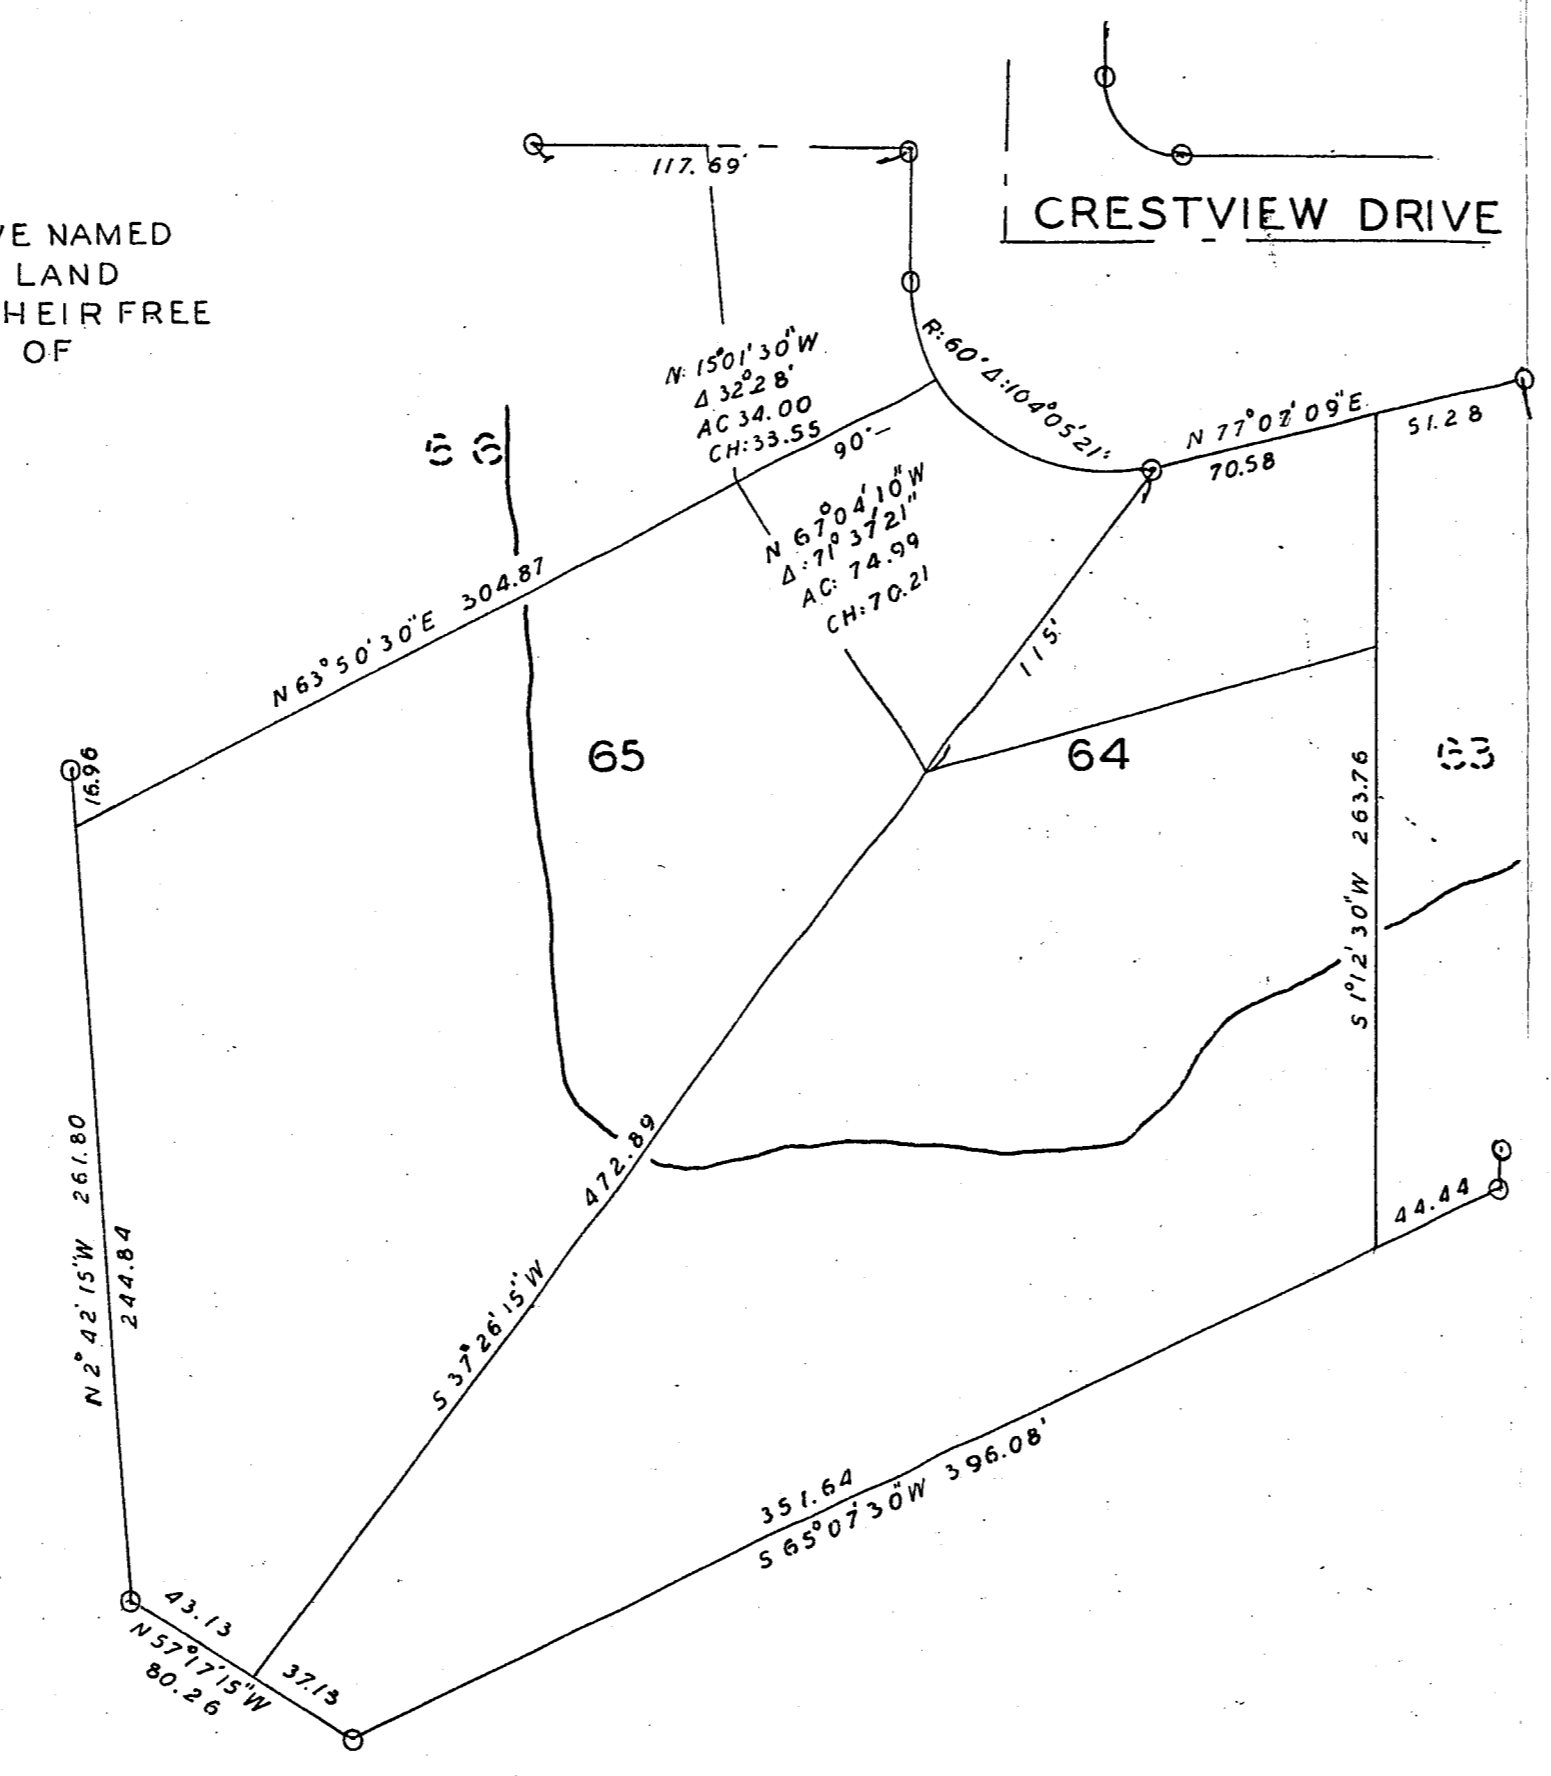 VE NAMED
LAND
HEIR FREE
OF
CRESTVIEW DRIVE
117.69'
N: 15°01'30"W
Δ 32°28'
AC 34.00
CH: 33.55
90'-
R:60' Δ:104°05'21"
N 77°02'09"E
70.58
51.28
N 67°04'10"W
Δ:71°37'21"
AC: 74.99
CH: 70.21
N 63°50'30"E 304.87
16.96
115'
65
64
63
S 1°12'30"W 263.76
N 2°42'15"W 261.80
244.84
S 37°26'15"W
472.89
44.44
351.64
S 65°07'30"W 396.08'
43.13
37.13
N 57°17'15"W
80.26